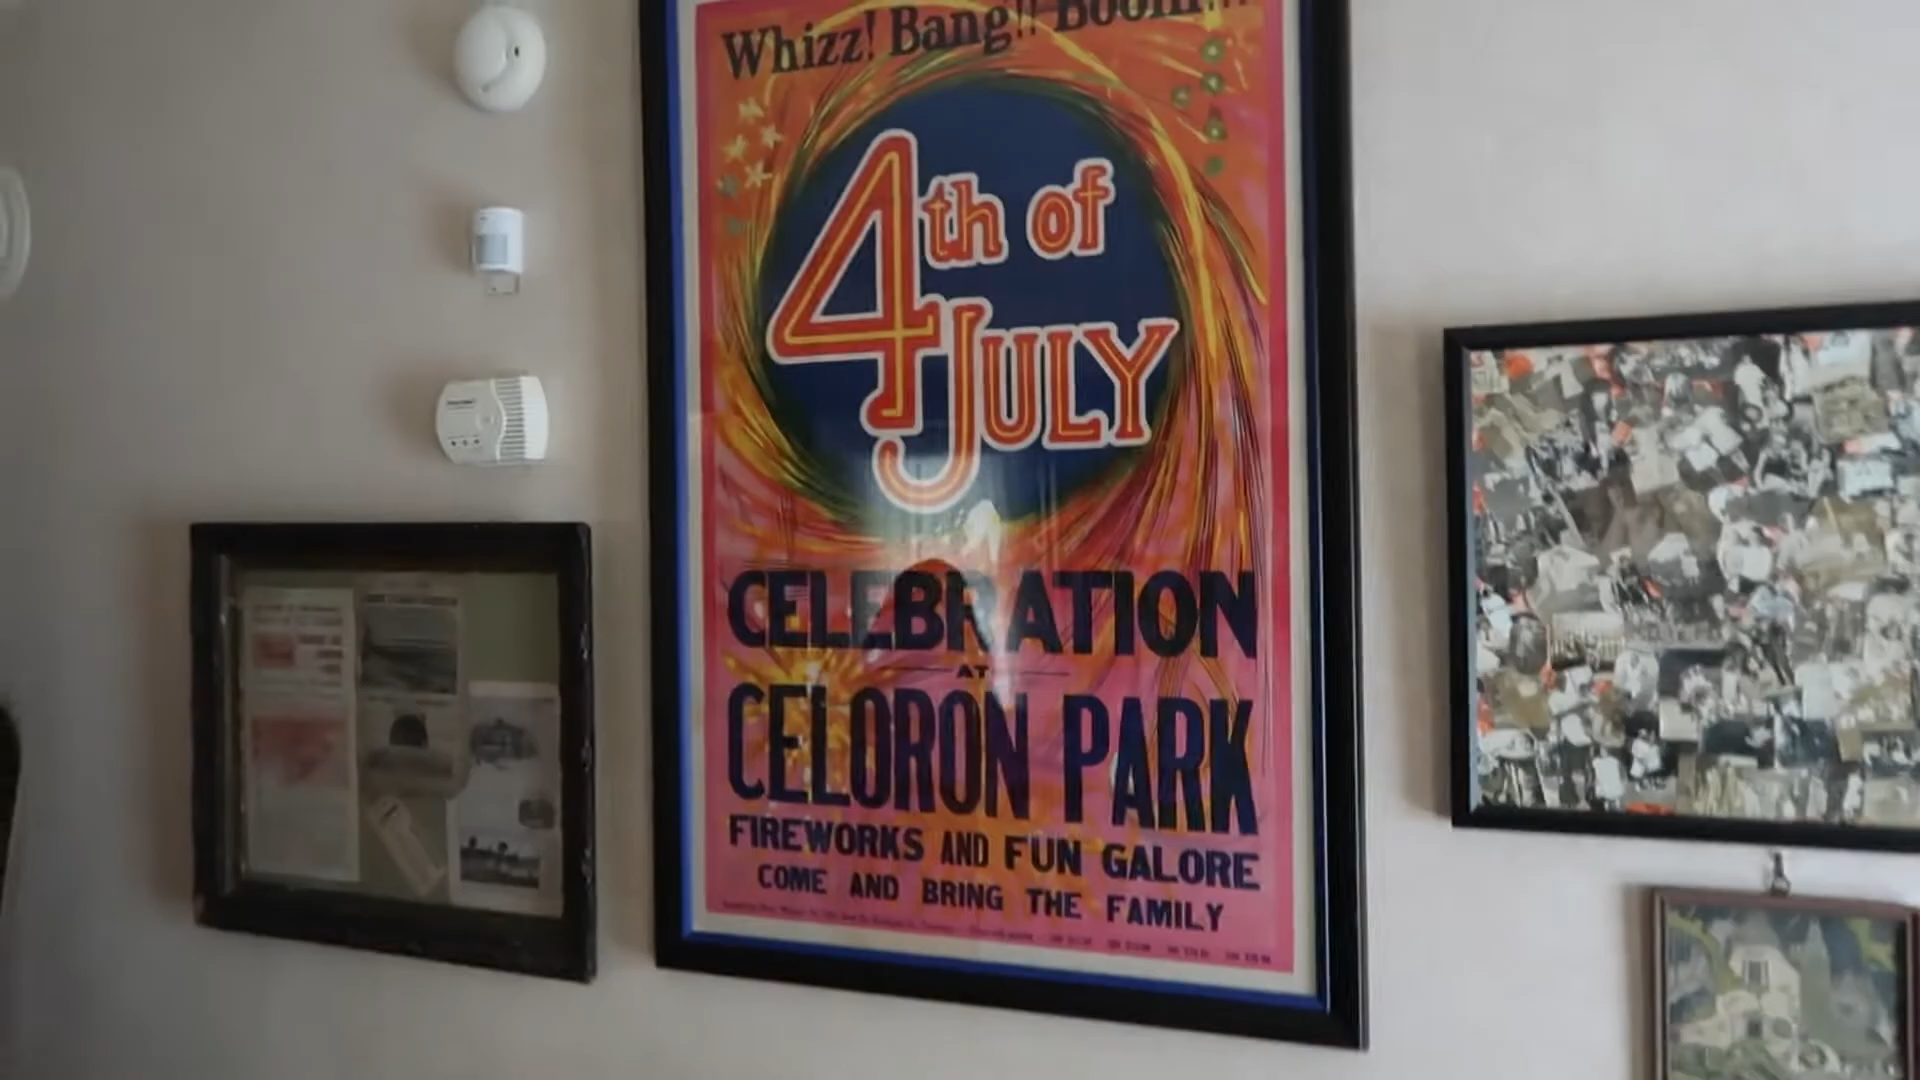 Whizz! Bang!! Boom!!!
4th of
July
CELEBRATION
AT
CELORON PARK
FIREWORKS AND FUN GALORE
COME AND BRING THE FAMILY